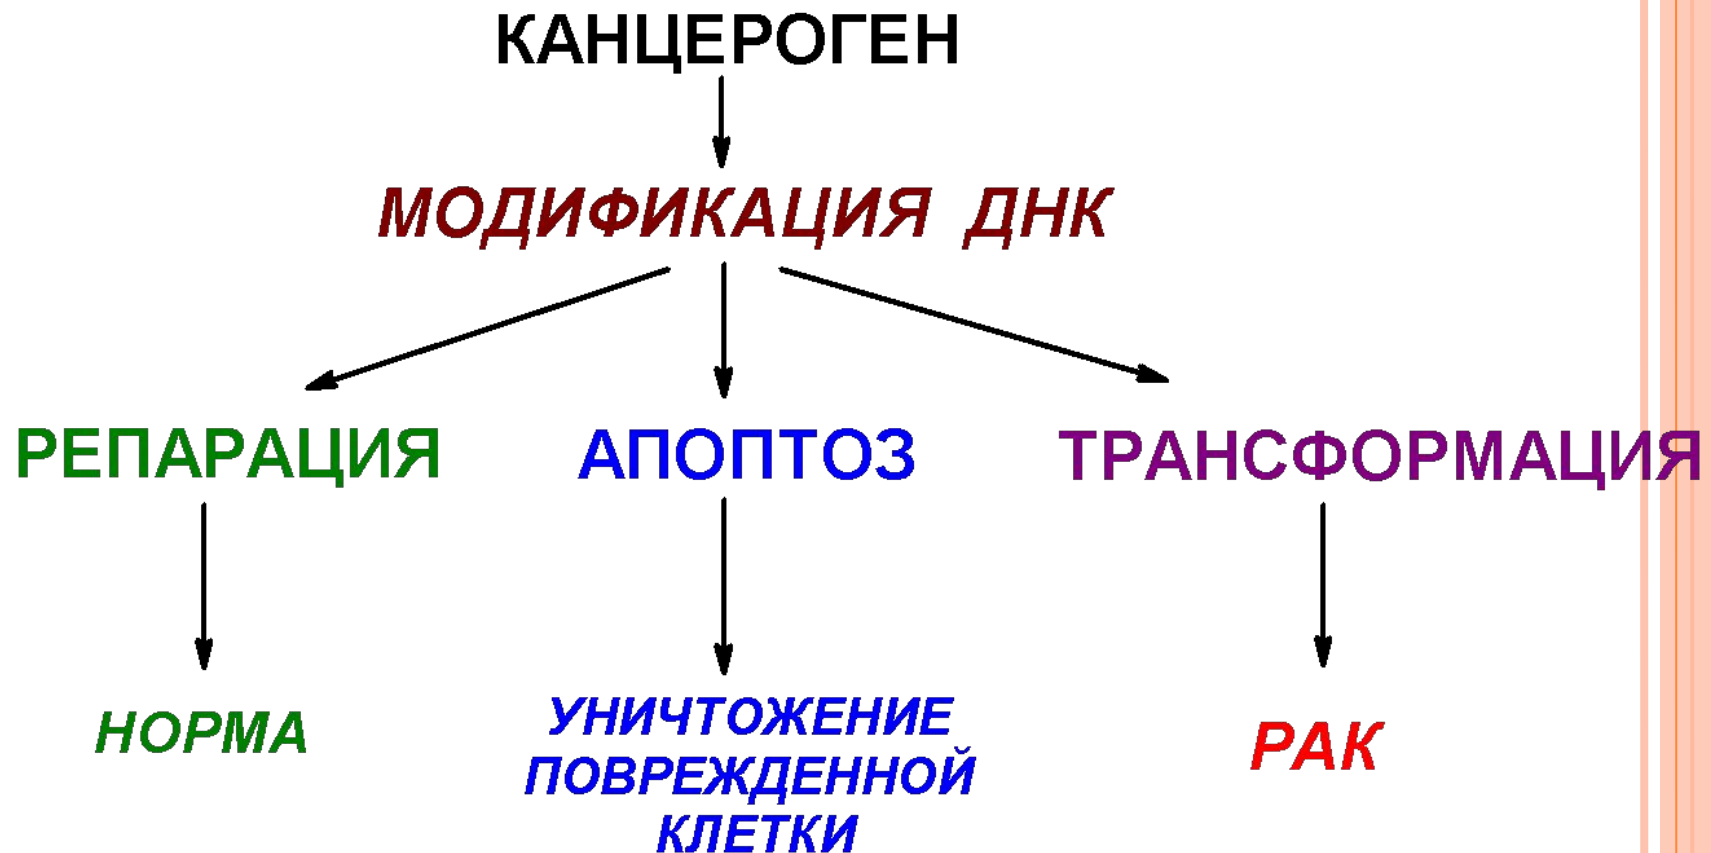 КАНЦЕРОГЕН
МОДИФИКАЦИЯ ДНК
РЕПАРАЦИЯ
АПОПТОЗ
ТРАНСФОРМАЦИЯ
НОРМА
УНИЧТОЖЕНИЕ
ПОВРЕЖДЕННОЙ
КЛЕТКИ
РАК